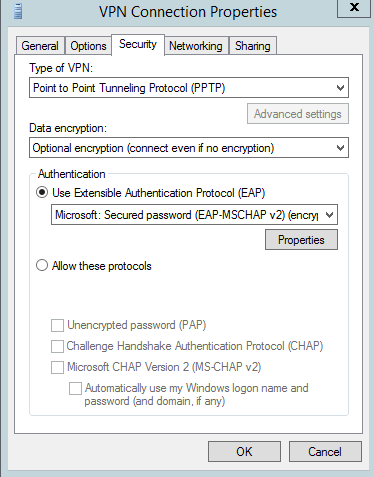 VPN Connection Properties
x
General Options Security Networking Sharing
Type of VPN:
Point to Point Tunneling Protocol (PPTP)
Advanced settings
Data encryption:
Optional encryption (connect even if no encryption)
Authentication
Use Extensible Authentication Protocol (EAP)
Microsoft: Secured password (EAP-MSCHAP v2) (encryp
Properties
Allow these protocols
Unencrypted password (PAP)
Challenge Handshake Authentication Protocol (CHAP)
Microsoft CHAP Version 2 (MS-CHAP v2)
Automatically use my Windows logon name and
password (and domain, if any)
OK Cancel